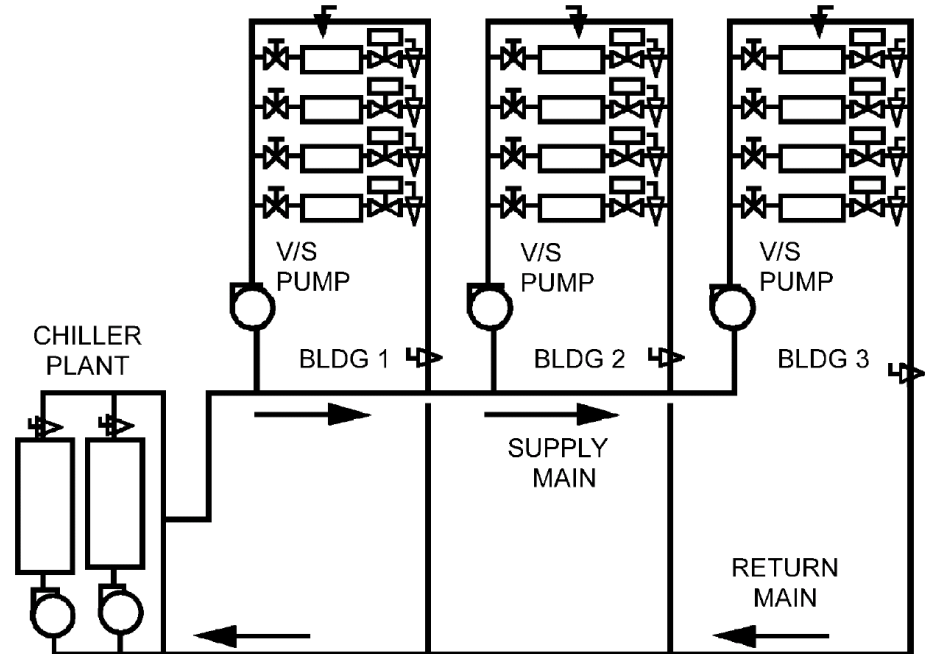 V/S
PUMP
V/S
PUMP
V/S
PUMP
CHILLER
PLANT
BLDG 1
BLDG 2
BLDG 3
SUPPLY
MAIN
RETURN
MAIN